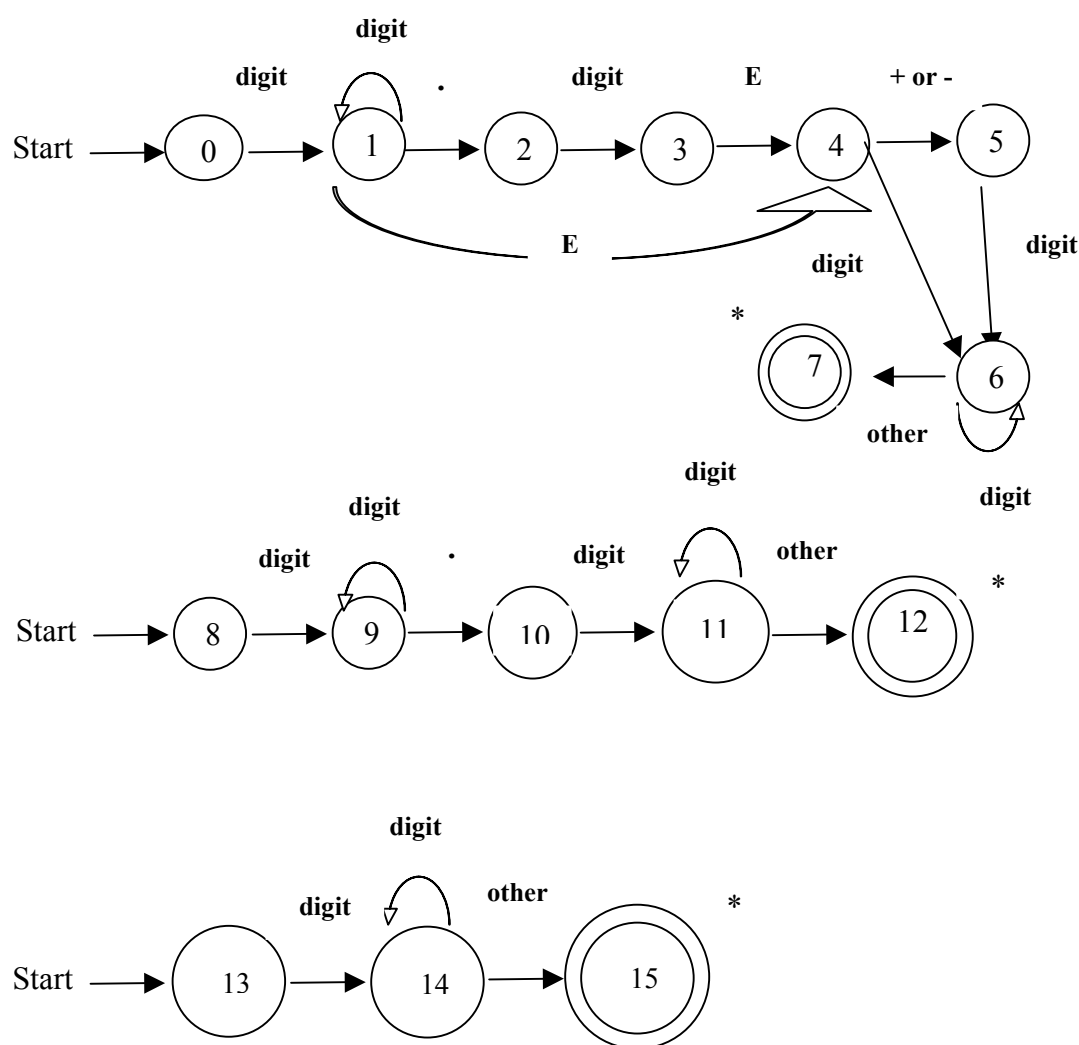 digit
digit . digit E + or -
Start 0 1 2 3 4 5
E digit
digit
* 7 6
other
digit
digit
digit
digit . digit other
Start 8 9 10 11 12 *
digit
digit other *
Start 13 14 15